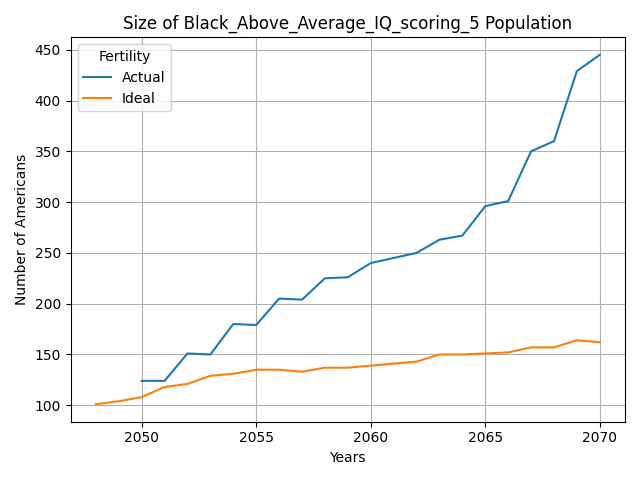 Size of Black_Above_Average_IQ_scoring_5 Population
Fertility
Actual
Ideal
450
400
350
300
250
200
150
100
Number of Americans
2050
2055
2060
2065
2070
Years